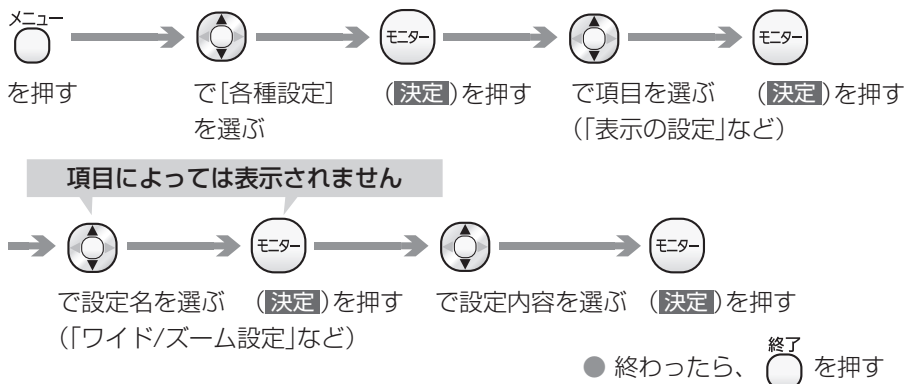 メニュー
モニター
モニター
を押す
で[各種設定]
を選ぶ
(決定)を押す
で項目を選ぶ
(「表示の設定」など)
(決定)を押す
項目によっては表示されません
モニター
モニター
で設定名を選ぶ
(「ワイド/ズーム設定」など)
(決定)を押す
で設定内容を選ぶ
(決定)を押す
● 終わったら、
終了
を押す